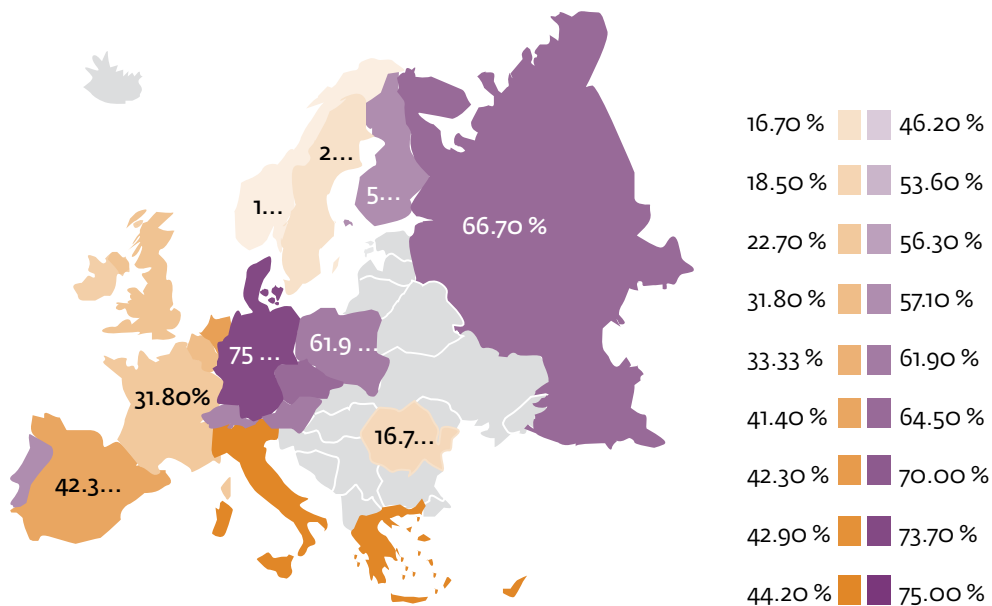 2...
1...
5...
66.70 %
75 ...
61.9 ...
31.80%
16.7...
42.3...
16.70 % 46.20 %
18.50 % 53.60 %
22.70 % 56.30 %
31.80 % 57.10 %
33.33 % 61.90 %
41.40 % 64.50 %
42.30 % 70.00 %
42.90 % 73.70 %
44.20 % 75.00 %